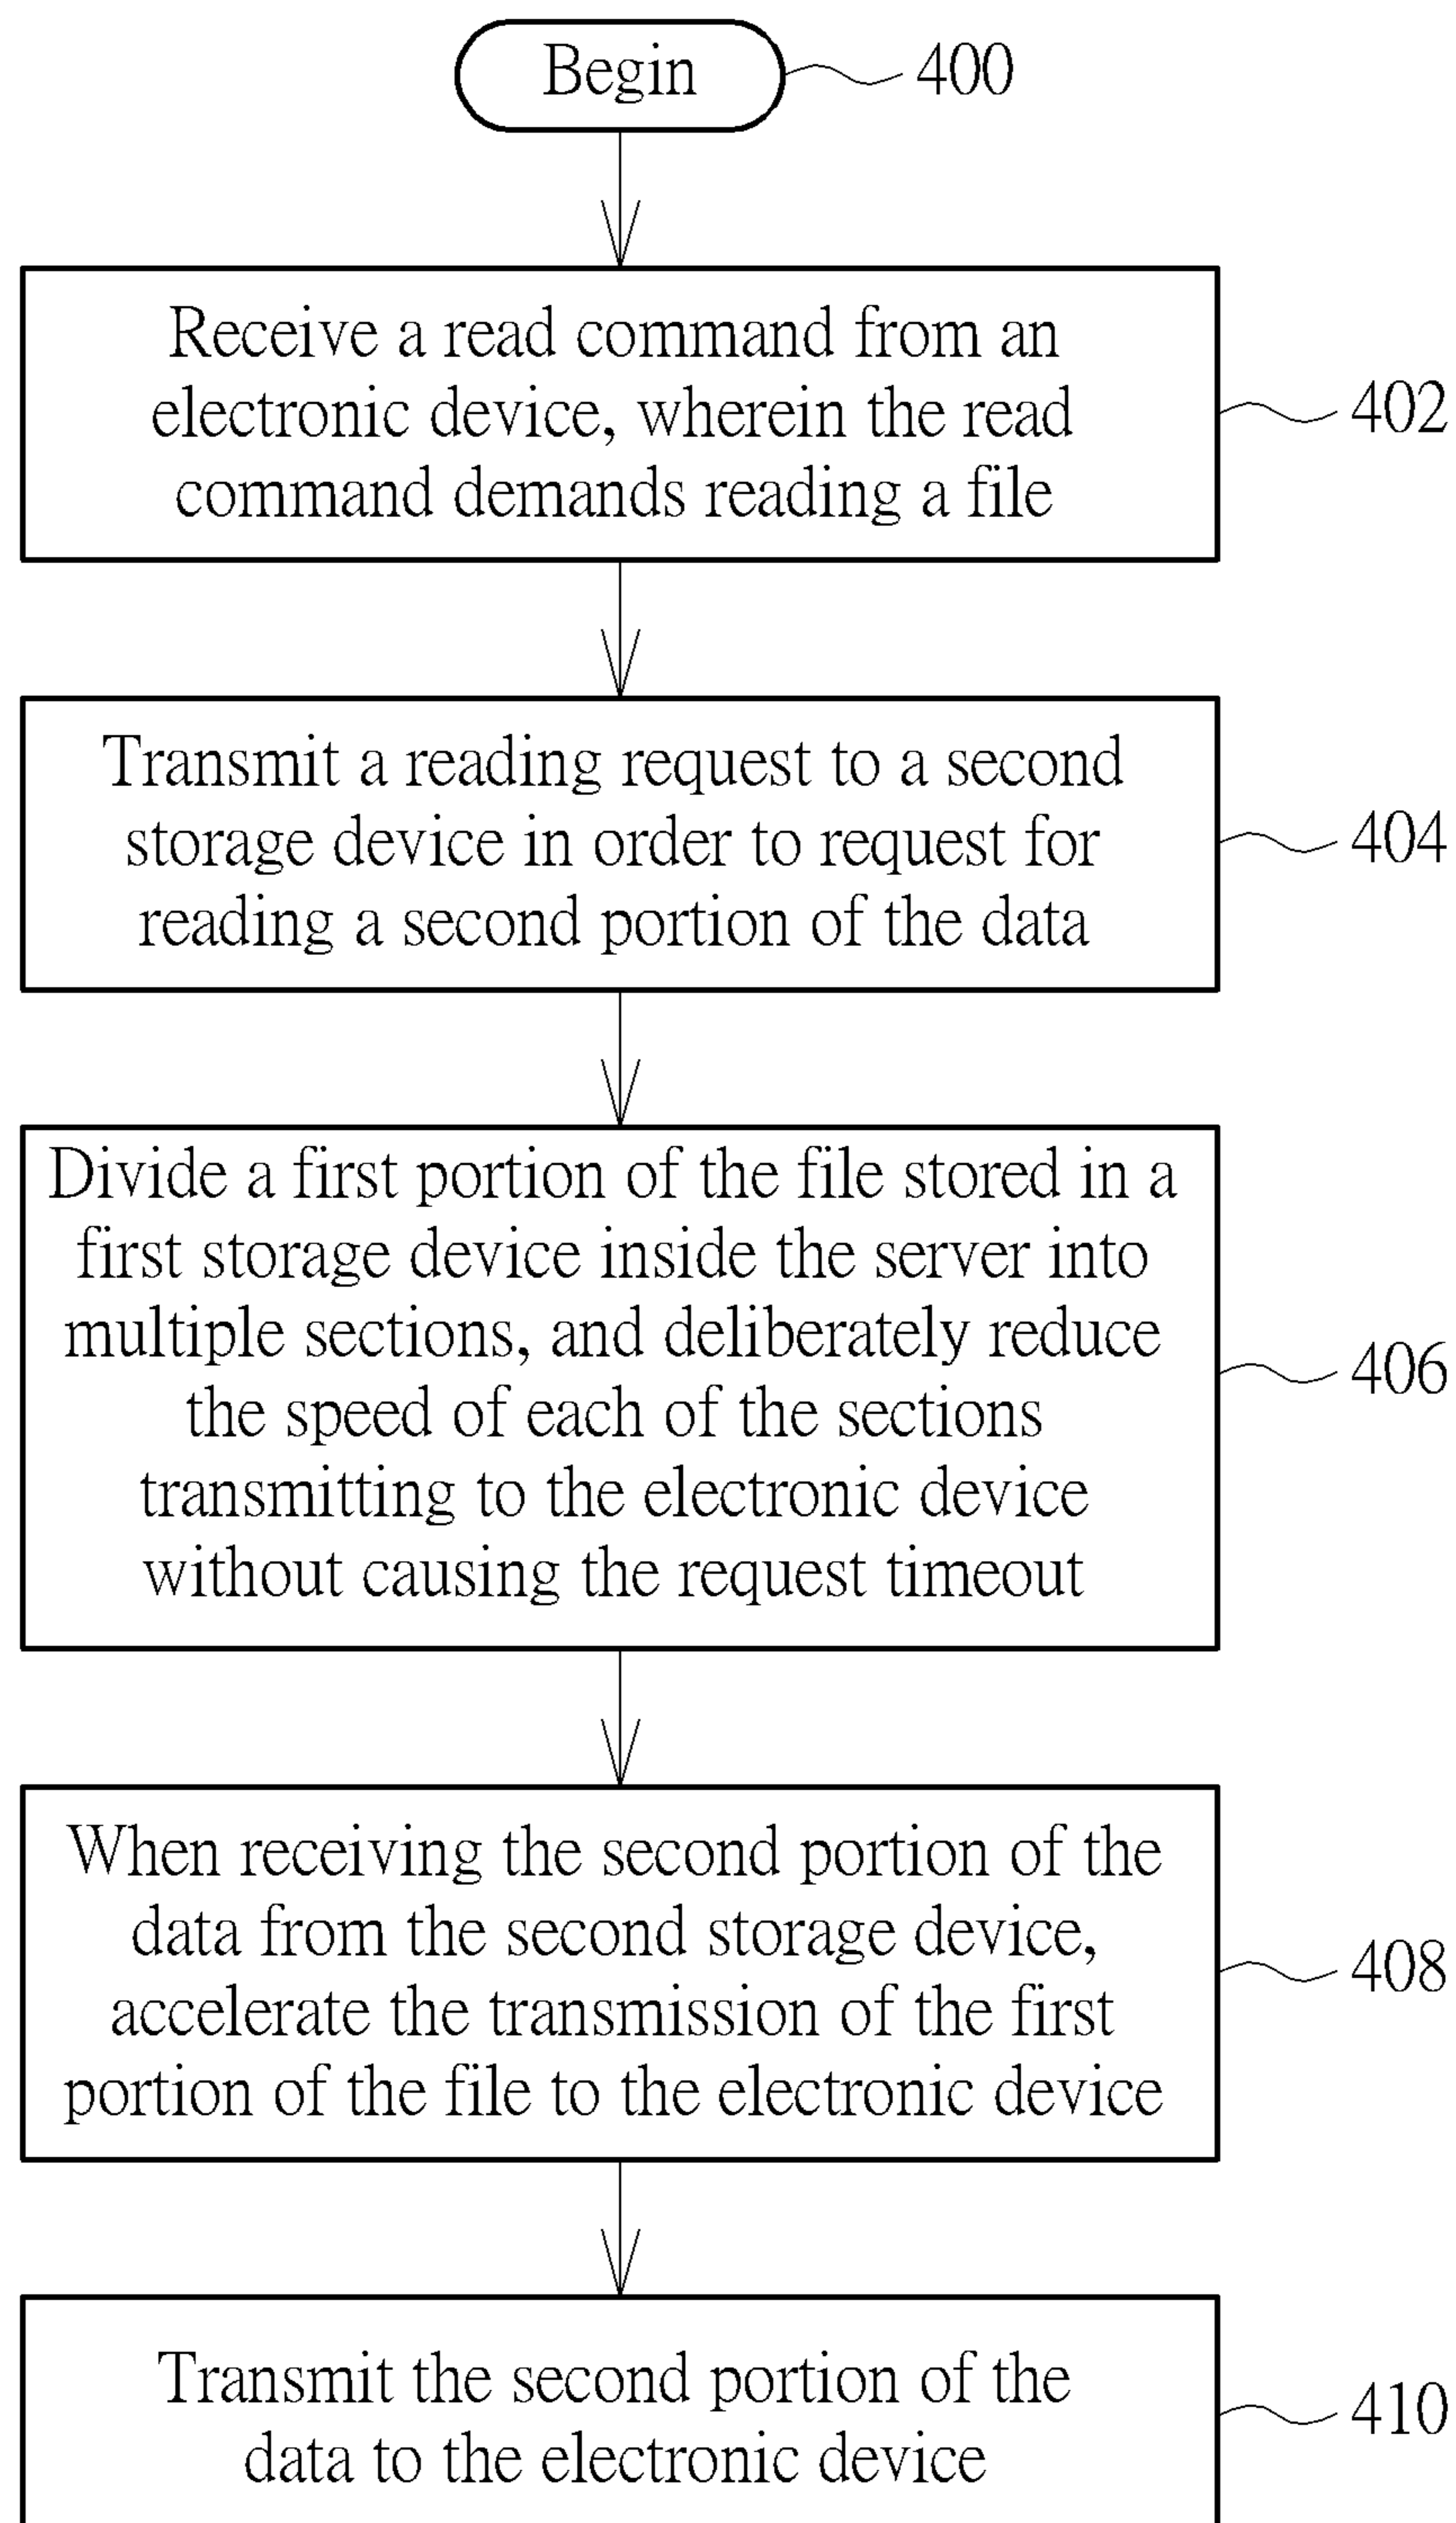 Begin
400
Receive a read command from an
electronic device, wherein the read
command demands reading a file
402
Transmit a reading request to a second
storage device in order to request for
reading a second portion of the data
404
Divide a first portion of the file stored in a
first storage device inside the server into
multiple sections, and deliberately reduce
the speed of each of the sections
transmitting to the electronic device
without causing the request timeout
406
When receiving the second portion of the
data from the second storage device,
accelerate the transmission of the first
portion of the file to the electronic device
408
Transmit the second portion of the
data to the electronic device
410